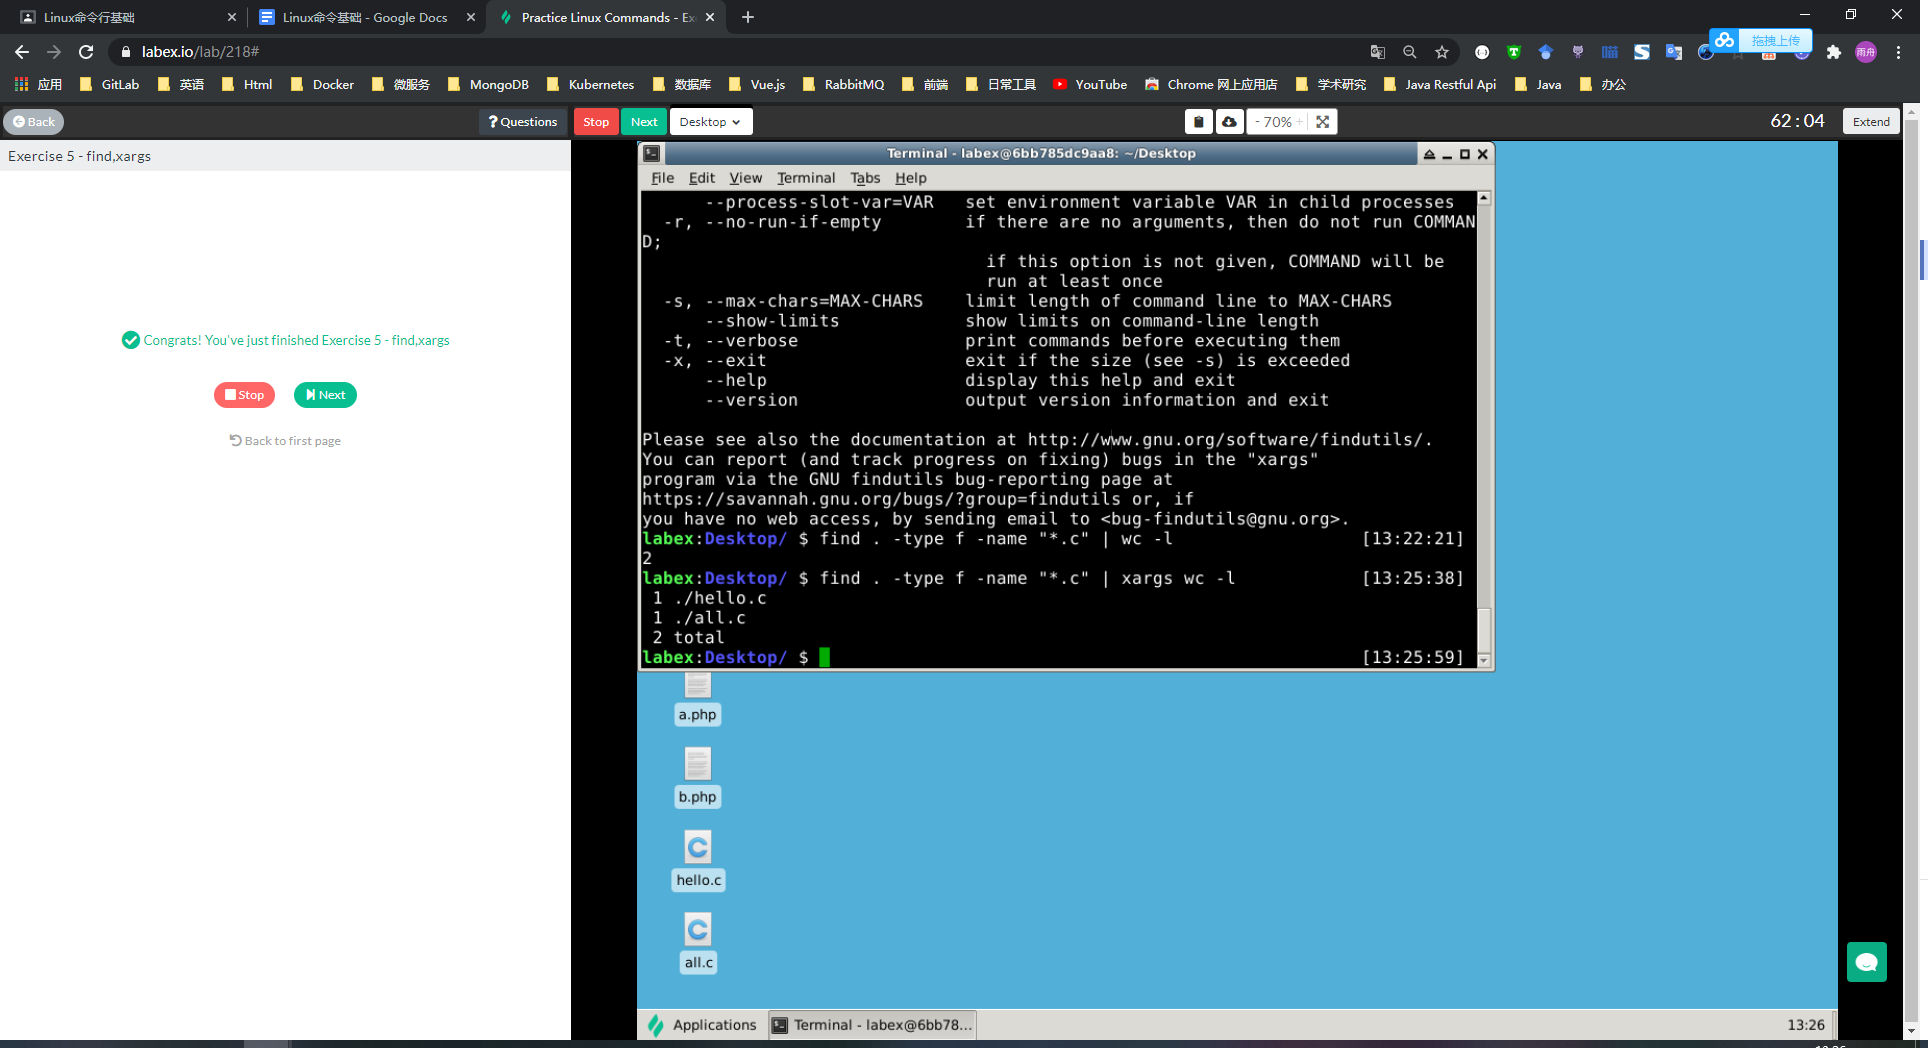 Linux命令行基础
Linux命令基础 - Google Docs
Practice Linux Commands - Ex
labex.io/lab/218#
拖拽上传
雨舟
应用 GitLab 英语 Html Docker 微服务 MongoDB Kubernetes 数据库 Vue.js RabbitMQ 前端 日常工具 YouTube Chrome 网上应用店 学术研究 Java Restful Api Java 办公
Back
? Questions
Stop
Next
Desktop
- 70% +
62:04
Extend
Exercise 5 - find,xargs
Congrats! You've just finished Exercise 5 - find,xargs
Stop
Next
Back to first page
Terminal - labex@6bb785dc9aa8: ~/Desktop
File Edit View Terminal Tabs Help
--process-slot-var=VAR set environment variable VAR in child processes
-r, --no-run-if-empty if there are no arguments, then do not run COMMAN
D;
if this option is not given, COMMAND will be
run at least once
-s, --max-chars=MAX-CHARS limit length of command line to MAX-CHARS
--show-limits show limits on command-line length
-t, --verbose print commands before executing them
-x, --exit exit if the size (see -s) is exceeded
--help display this help and exit
--version output version information and exit
Please see also the documentation at http://www.gnu.org/software/findutils/.
You can report (and track progress on fixing) bugs in the "xargs"
program via the GNU findutils bug-reporting page at
https://savannah.gnu.org/bugs/?group=findutils or, if
you have no web access, by sending email to <bug-findutils@gnu.org>.
labex:Desktop/ $ find . -type f -name "*.c" | wc -l [13:22:21]
2
labex:Desktop/ $ find . -type f -name "*.c" | xargs wc -l [13:25:38]
1 ./hello.c
1 ./all.c
2 total
labex:Desktop/ $ [13:25:59]
a.php
b.php
hello.c
all.c
Applications
Terminal - labex@6bb78...
13:26